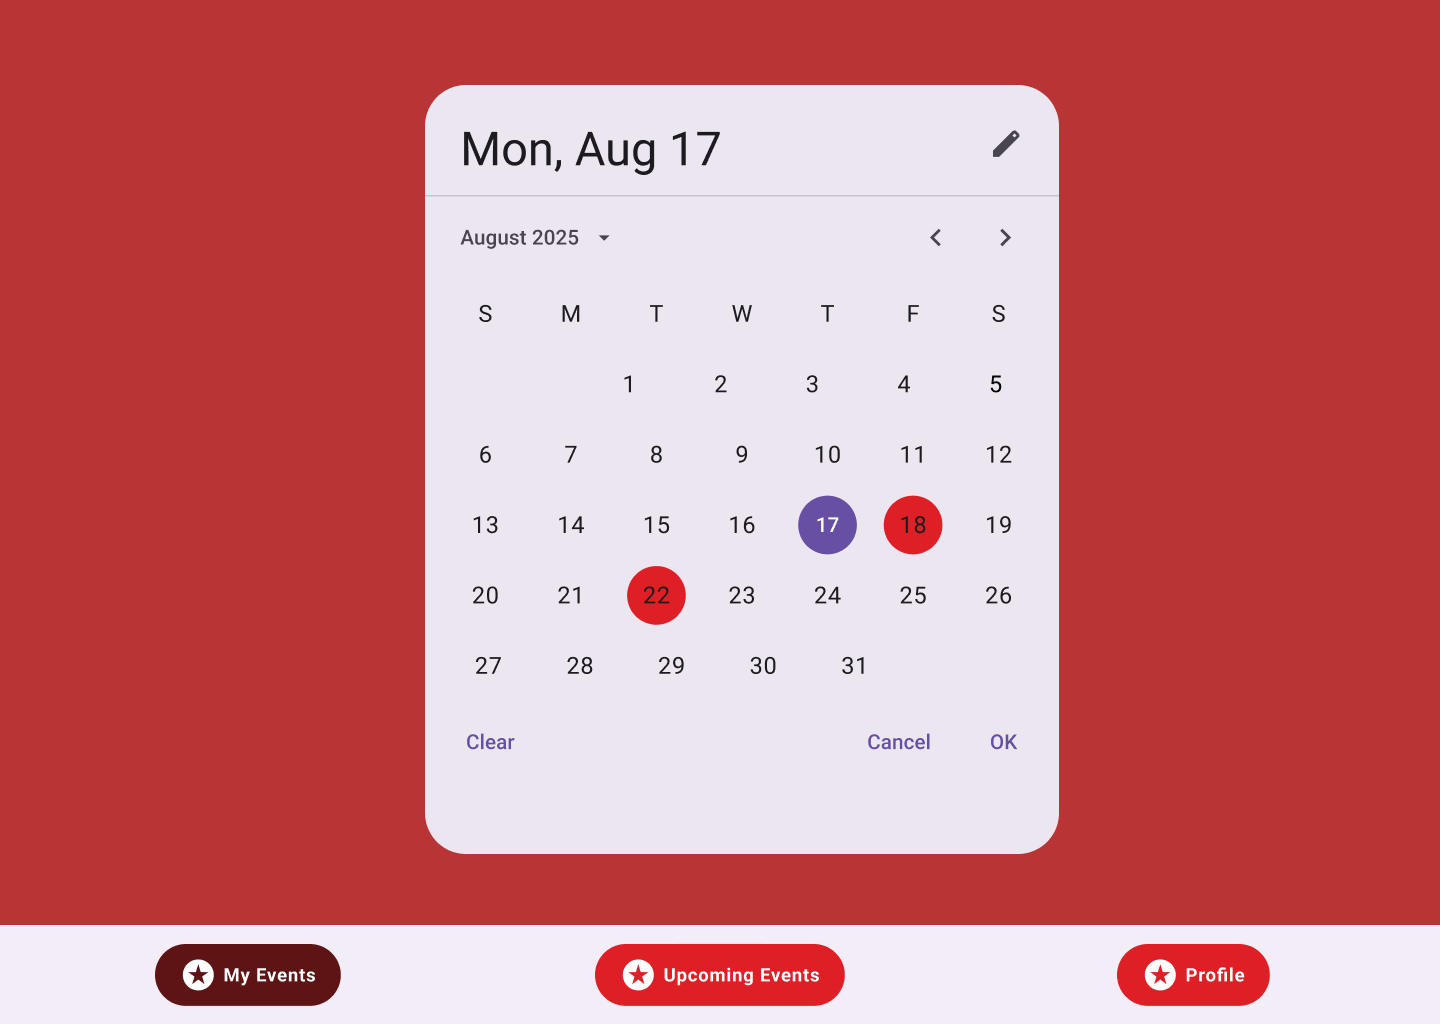 Mon, Aug 17
August 2025
S M T W T F S
1 2 3 4 5
6 7 8 9 10 11 12
13 14 15 16 17 18 19
20 21 22 23 24 25 26
27 28 29 30 31
Clear Cancel OK
My Events Upcoming Events Profile